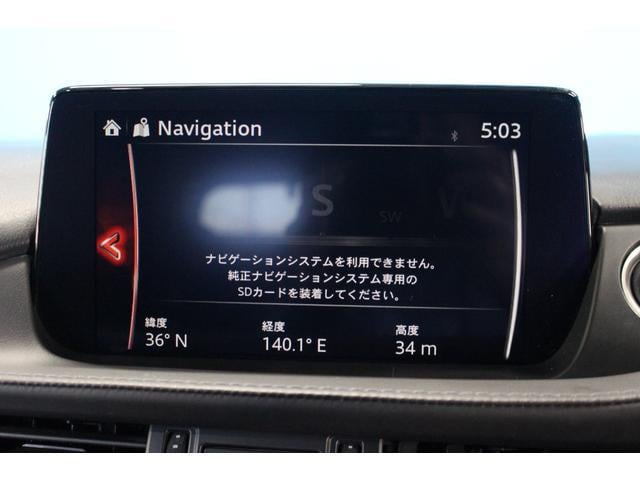 Navigation
5:03
S
SW
W
ナビゲーションシステムを利用できません。
純正ナビゲーションシステム専用の
SDカードを装着してください。
緯度 経度 高度
36° N 140.1° E 34 m